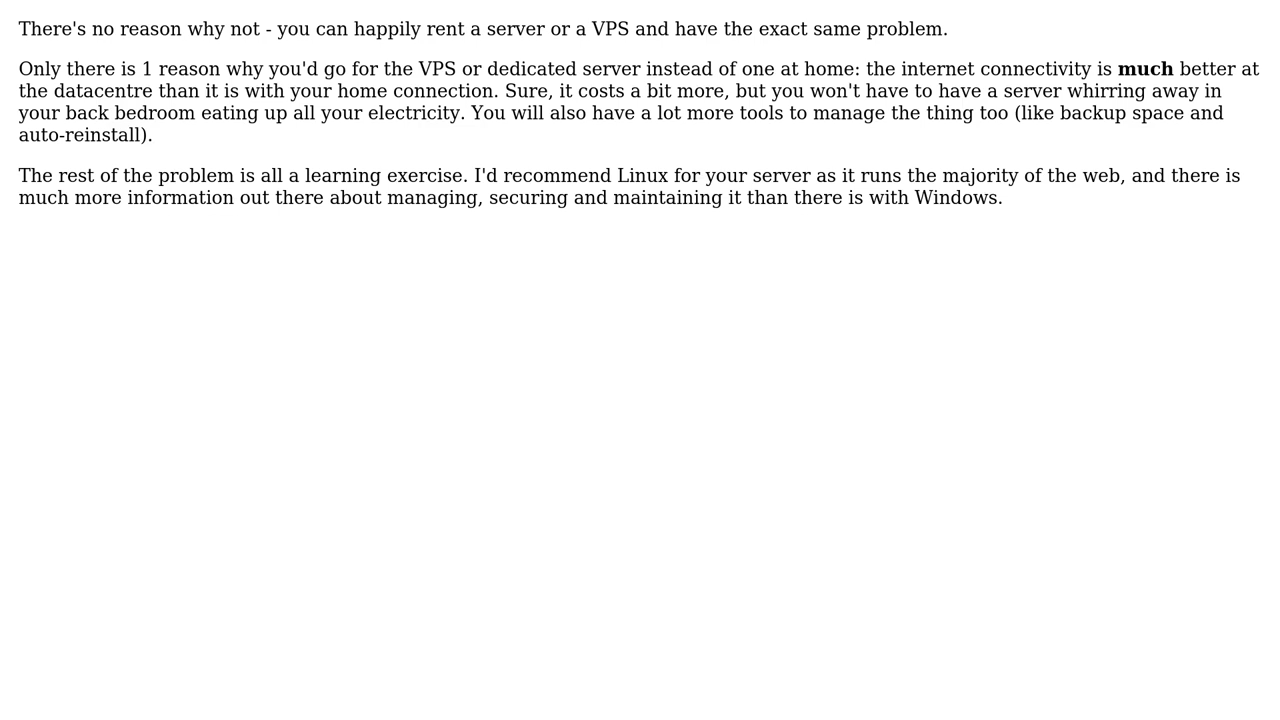 There's no reason why not - you can happily rent a server or a VPS and have the exact same problem.
Only there is 1 reason why you'd go for the VPS or dedicated server instead of one at home: the internet connectivity is much better at
the datacentre than it is with your home connection. Sure, it costs a bit more, but you won't have to have a server whirring away in
your back bedroom eating up all your electricity. You will also have a lot more tools to manage the thing too (like backup space and
auto-reinstall).
The rest of the problem is all a learning exercise. I'd recommend Linux for your server as it runs the majority of the web, and there is
much more information out there about managing, securing and maintaining it than there is with Windows.